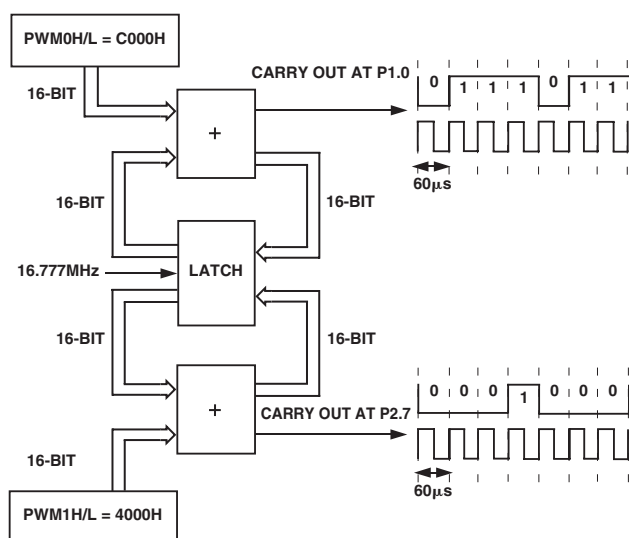 PWM0H/L = C000H
16-BIT
CARRY OUT AT P1.0
0 1 1 1 0 1 1
+
60μs
16-BIT
16-BIT
16.777MHz
LATCH
16-BIT
16-BIT
0 0 0 1 0 0 0
+
CARRY OUT AT P2.7
16-BIT
60μs
PWM1H/L = 4000H